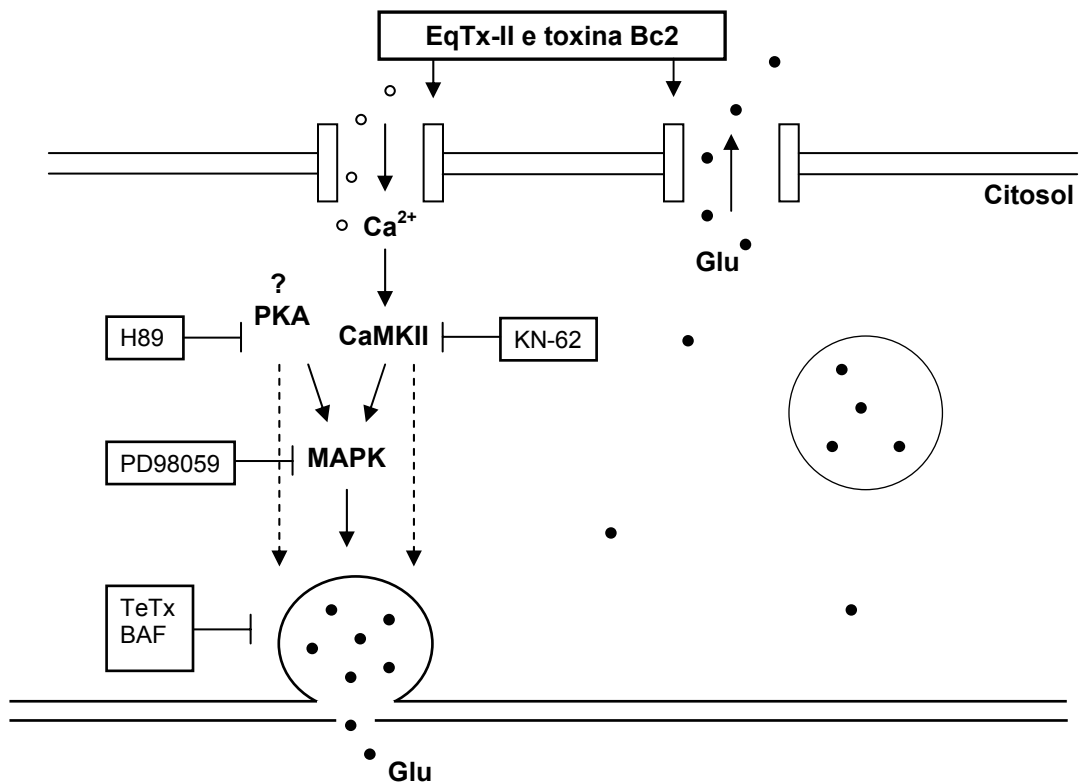 EqTx-II e toxina Bc2
Citosol
Ca²⁺
Glu
?
PKA
CaMKII
H89
KN-62
PD98059
MAPK
TeTx
BAF
Glu